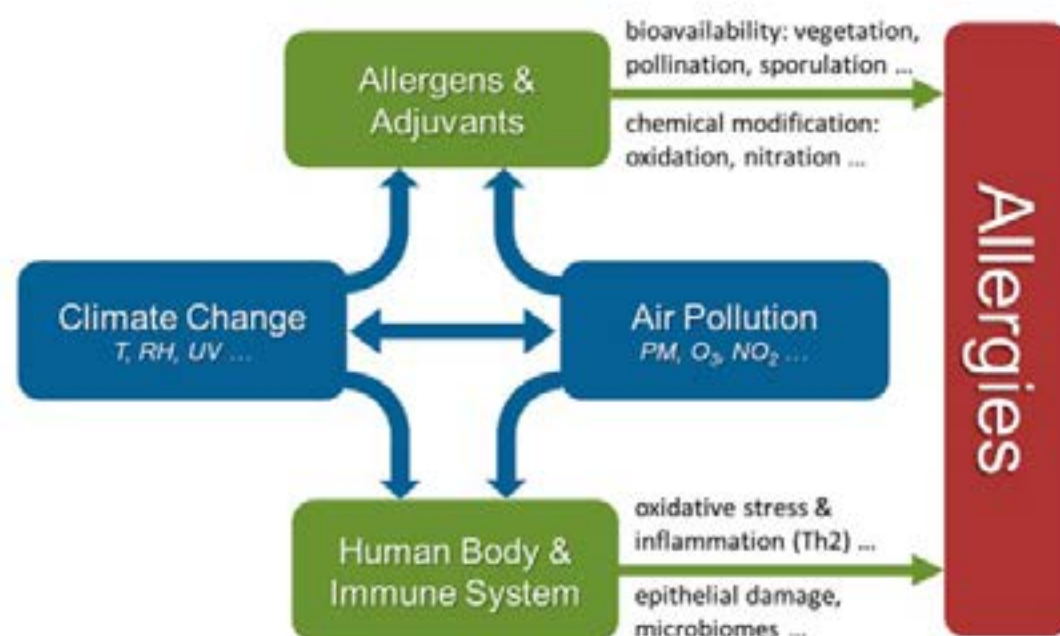 Allergens &
Adjuvants
bioavailability: vegetation,
pollination, sporulation ...
chemical modification:
oxidation, nitration ...
Climate Change
T, RH, UV ...
Air Pollution
PM, O₃, NO₂ ...
Human Body &
Immune System
oxidative stress &
inflammation (Th2) ...
epithelial damage,
microbiomes ...
Allergies